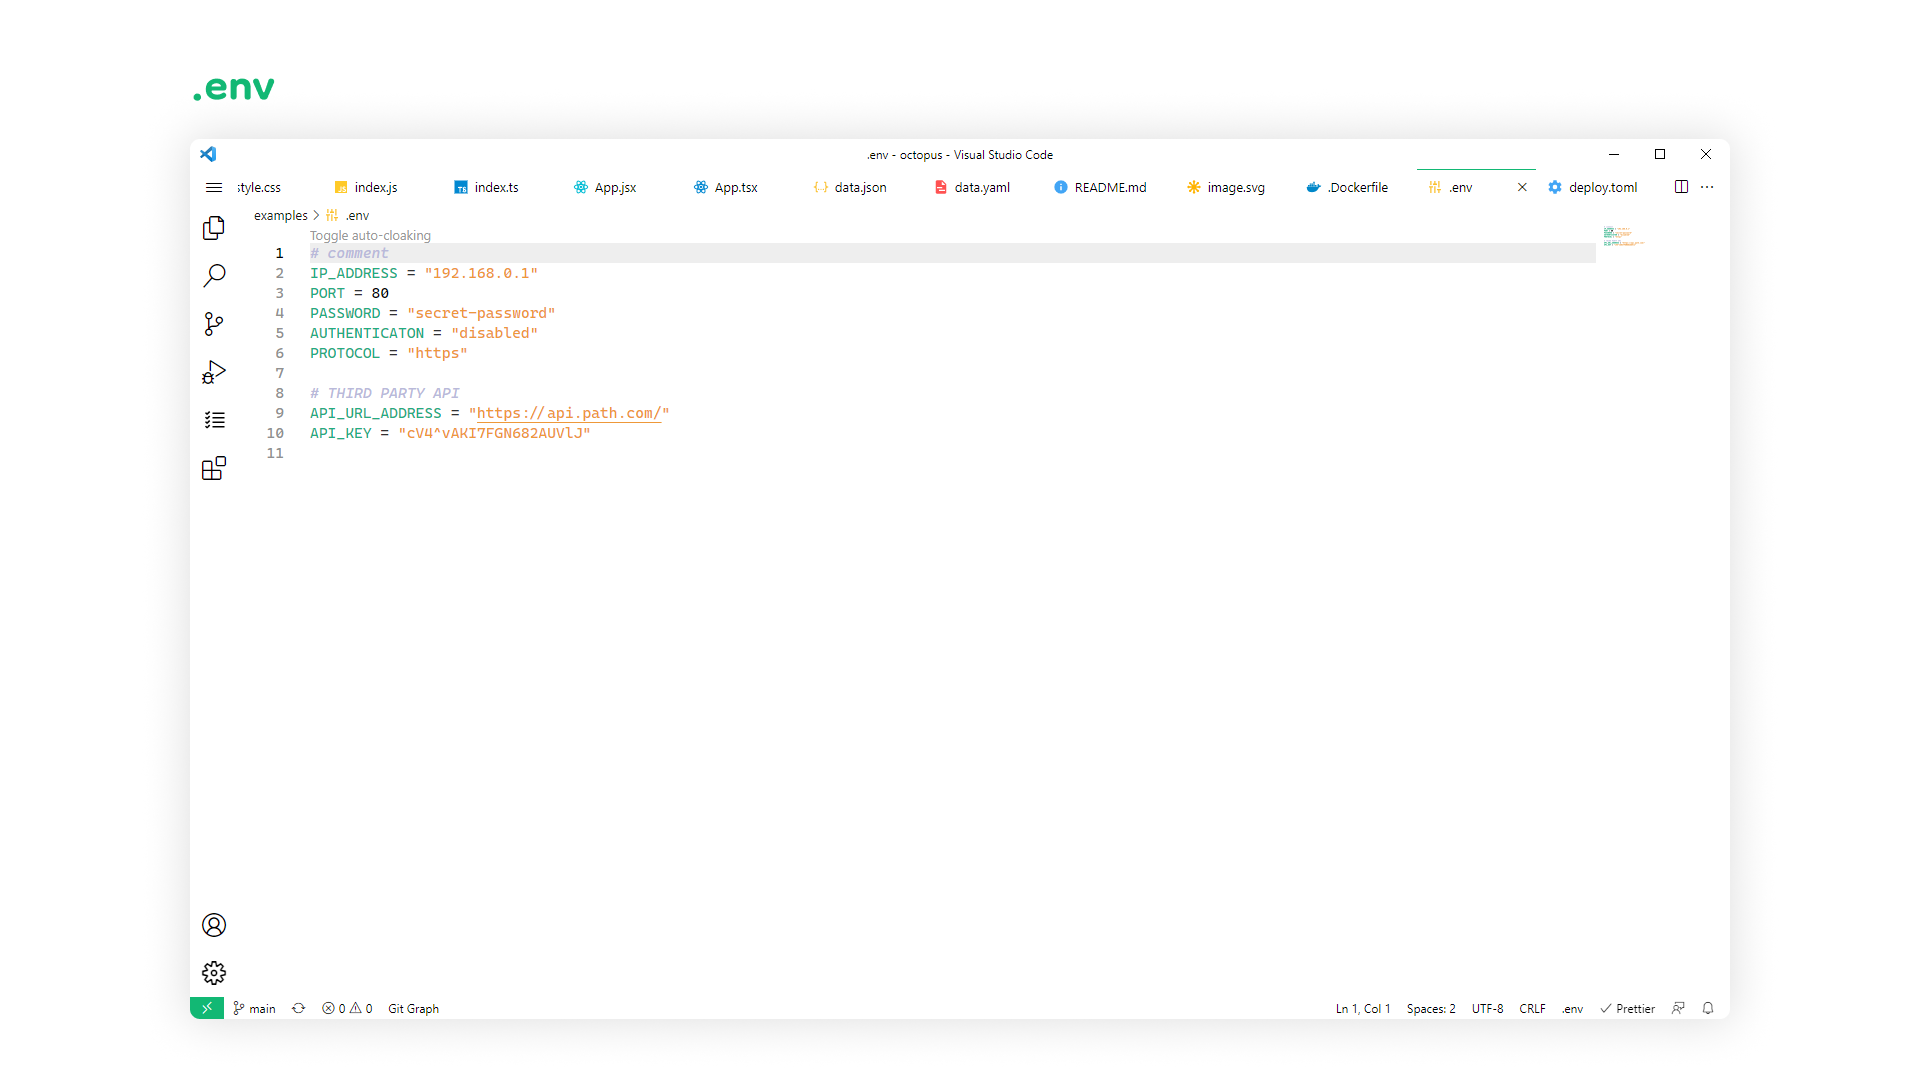 .env
.env - octopus - Visual Studio Code
style.css index.js index.ts App.jsx App.tsx data.json data.yaml README.md image.svg .Dockerfile .env deploy.toml
examples > .env
Toggle auto-cloaking
1 # comment
2 IP_ADDRESS = "192.168.0.1"
3 PORT = 80
4 PASSWORD = "secret-password"
5 AUTHENTICATON = "disabled"
6 PROTOCOL = "https"
7
8 # THIRD PARTY API
9 API_URL_ADDRESS = "https://api.path.com/"
10 API_KEY = "cV4^vAKI7FGN682AUVlJ"
11
main 0 0 Git Graph Ln 1, Col 1 Spaces: 2 UTF-8 CRLF .env Prettier